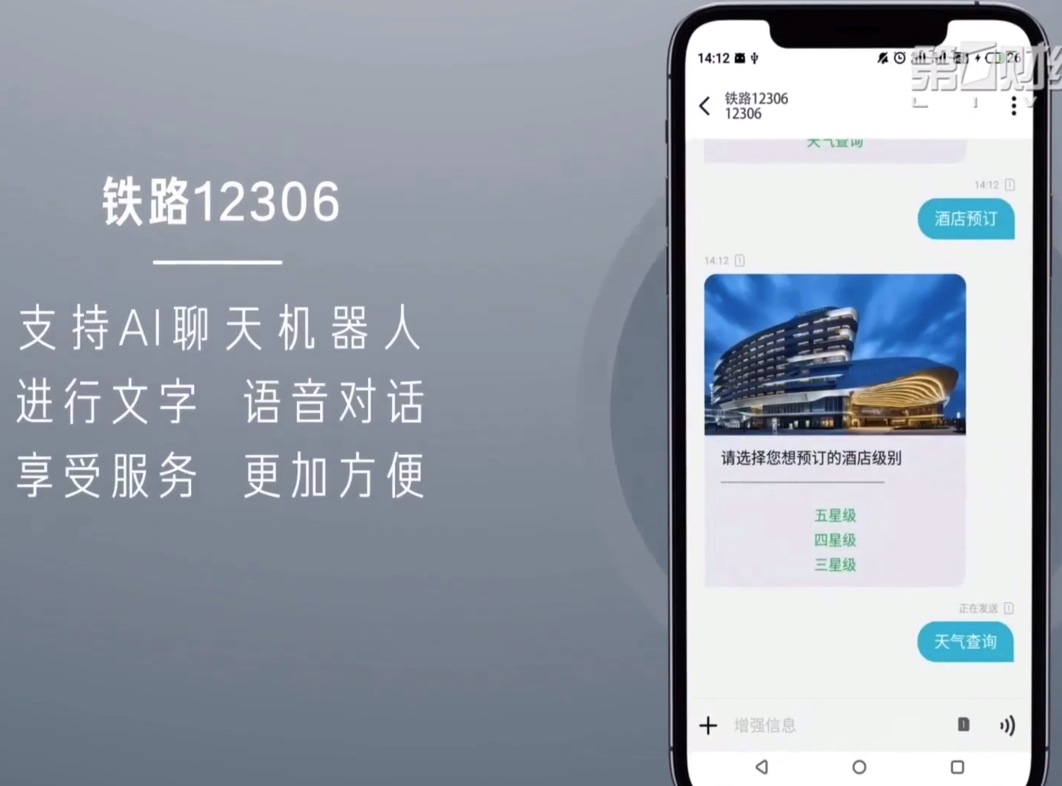 铁路12306
支持AI聊天机器人
进行文字 语音对话
享受服务 更加方便
14:12
26
第一财经
铁路12306
12306
天气查询
14:12
酒店预订
14:12
请选择您想预订的酒店级别
五星级
四星级
三星级
正在发送
天气查询
增强信息